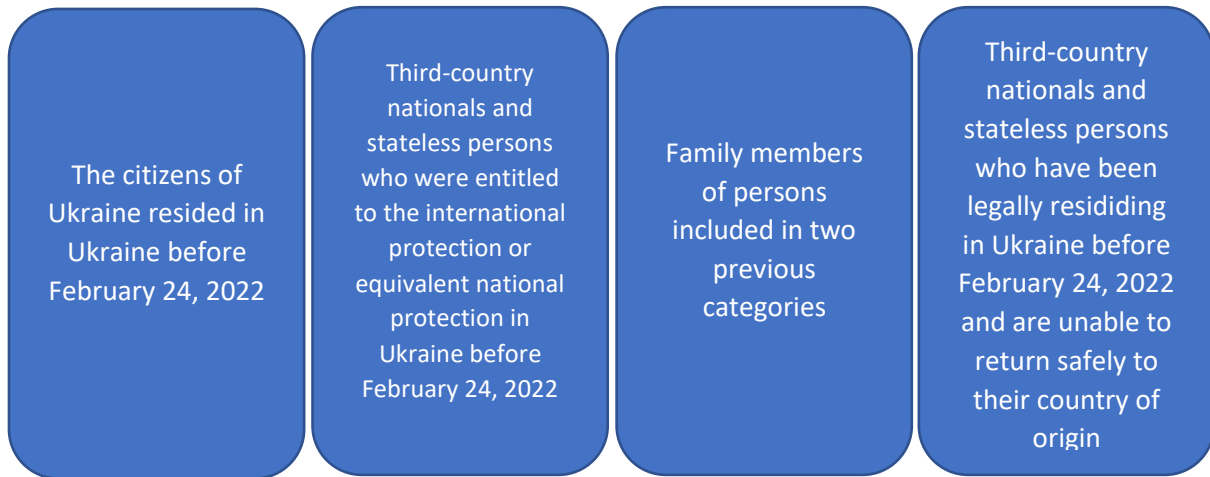 The citizens of
Ukraine resided in
Ukraine before
February 24, 2022
Third-country
nationals and
stateless persons
who were entitled
to the international
protection or
equivalent national
protection in
Ukraine before
February 24, 2022
Family members
of persons
included in two
previous
categories
Third-country
nationals and
stateless persons
who have been
legally resididing
in Ukraine before
February 24, 2022
and are unable to
return safely to
their country of
origin